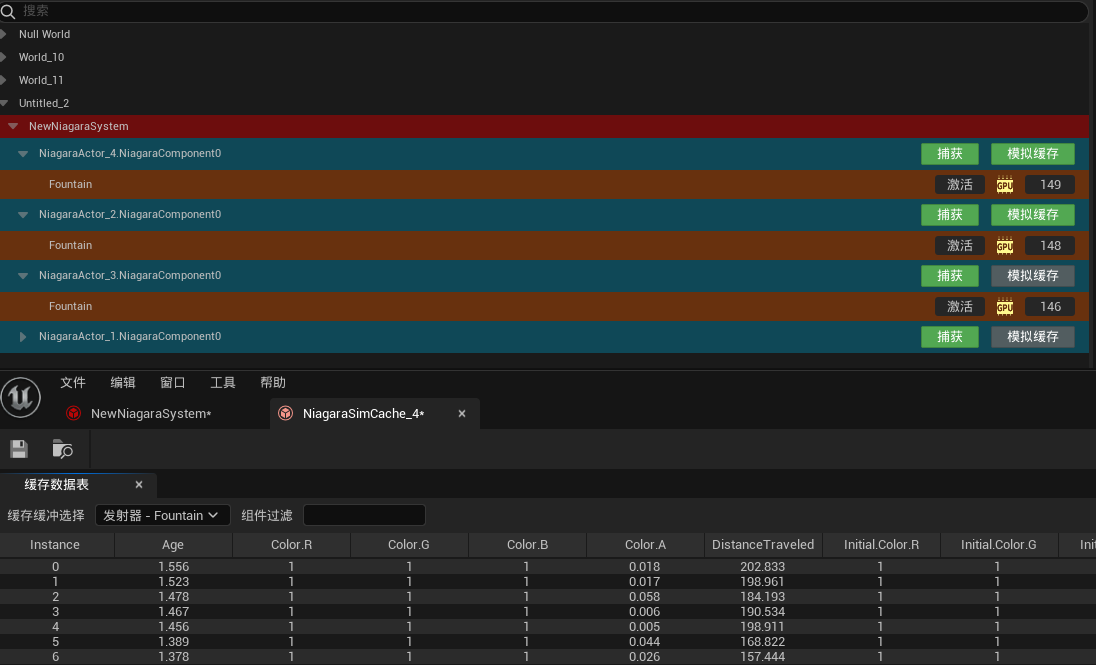 搜索
Null World
World_10
World_11
Untitled_2
NewNiagaraSystem
NiagaraActor_4.NiagaraComponent0 捕获 模拟缓存
Fountain 激活 GPU 149
NiagaraActor_2.NiagaraComponent0 捕获 模拟缓存
Fountain 激活 GPU 148
NiagaraActor_3.NiagaraComponent0 捕获 模拟缓存
Fountain 激活 GPU 146
NiagaraActor_1.NiagaraComponent0 捕获 模拟缓存
文件 编辑 窗口 工具 帮助
NewNiagaraSystem* NiagaraSimCache_4*
缓存数据表
缓存缓冲选择 发射器 - Fountain 组件过滤
Instance Age Color.R Color.G Color.B Color.A DistanceTraveled Initial.Color.R Initial.Color.G Ini
0 1.556 1 1 1 0.018 202.833 1 1
1 1.523 1 1 1 0.017 198.961 1 1
2 1.478 1 1 1 0.058 184.193 1 1
3 1.467 1 1 1 0.006 190.534 1 1
4 1.456 1 1 1 0.005 198.911 1 1
5 1.389 1 1 1 0.044 168.822 1 1
6 1.378 1 1 1 0.026 157.444 1 1